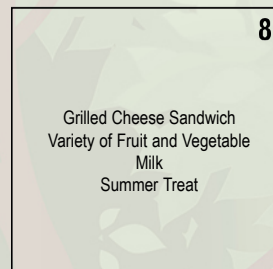 8
Grilled Cheese Sandwich
Variety of Fruit and Vegetable
Milk
Summer Treat